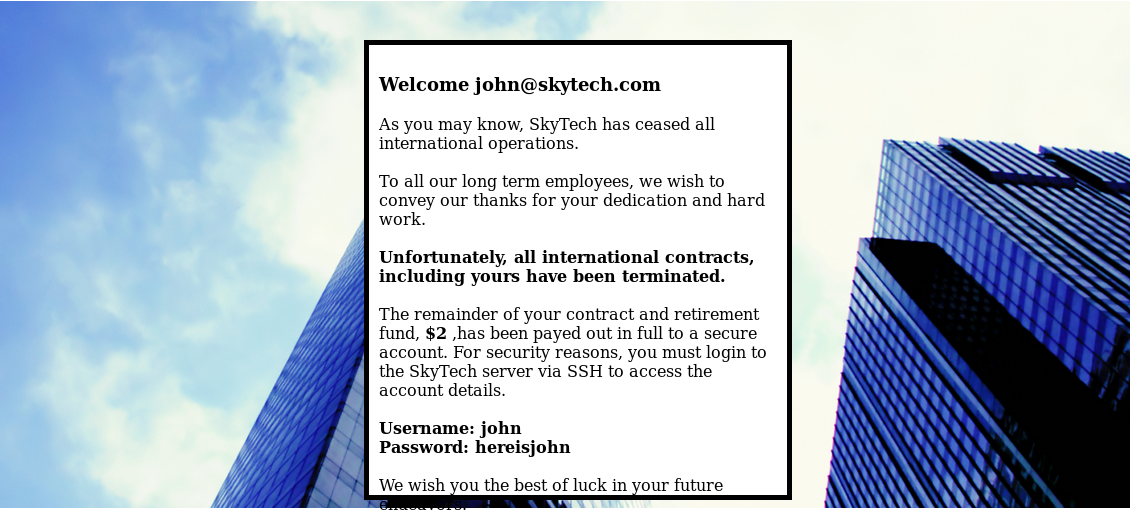 Welcome john@skytech.com
As you may know, SkyTech has ceased all
international operations.
To all our long term employees, we wish to
convey our thanks for your dedication and hard
work.
Unfortunately, all international contracts,
including yours have been terminated.
The remainder of your contract and retirement
fund, $2 ,has been payed out in full to a secure
account. For security reasons, you must login to
the SkyTech server via SSH to access the
account details.
Username: john
Password: hereisjohn
We wish you the best of luck in your future
endeavors.